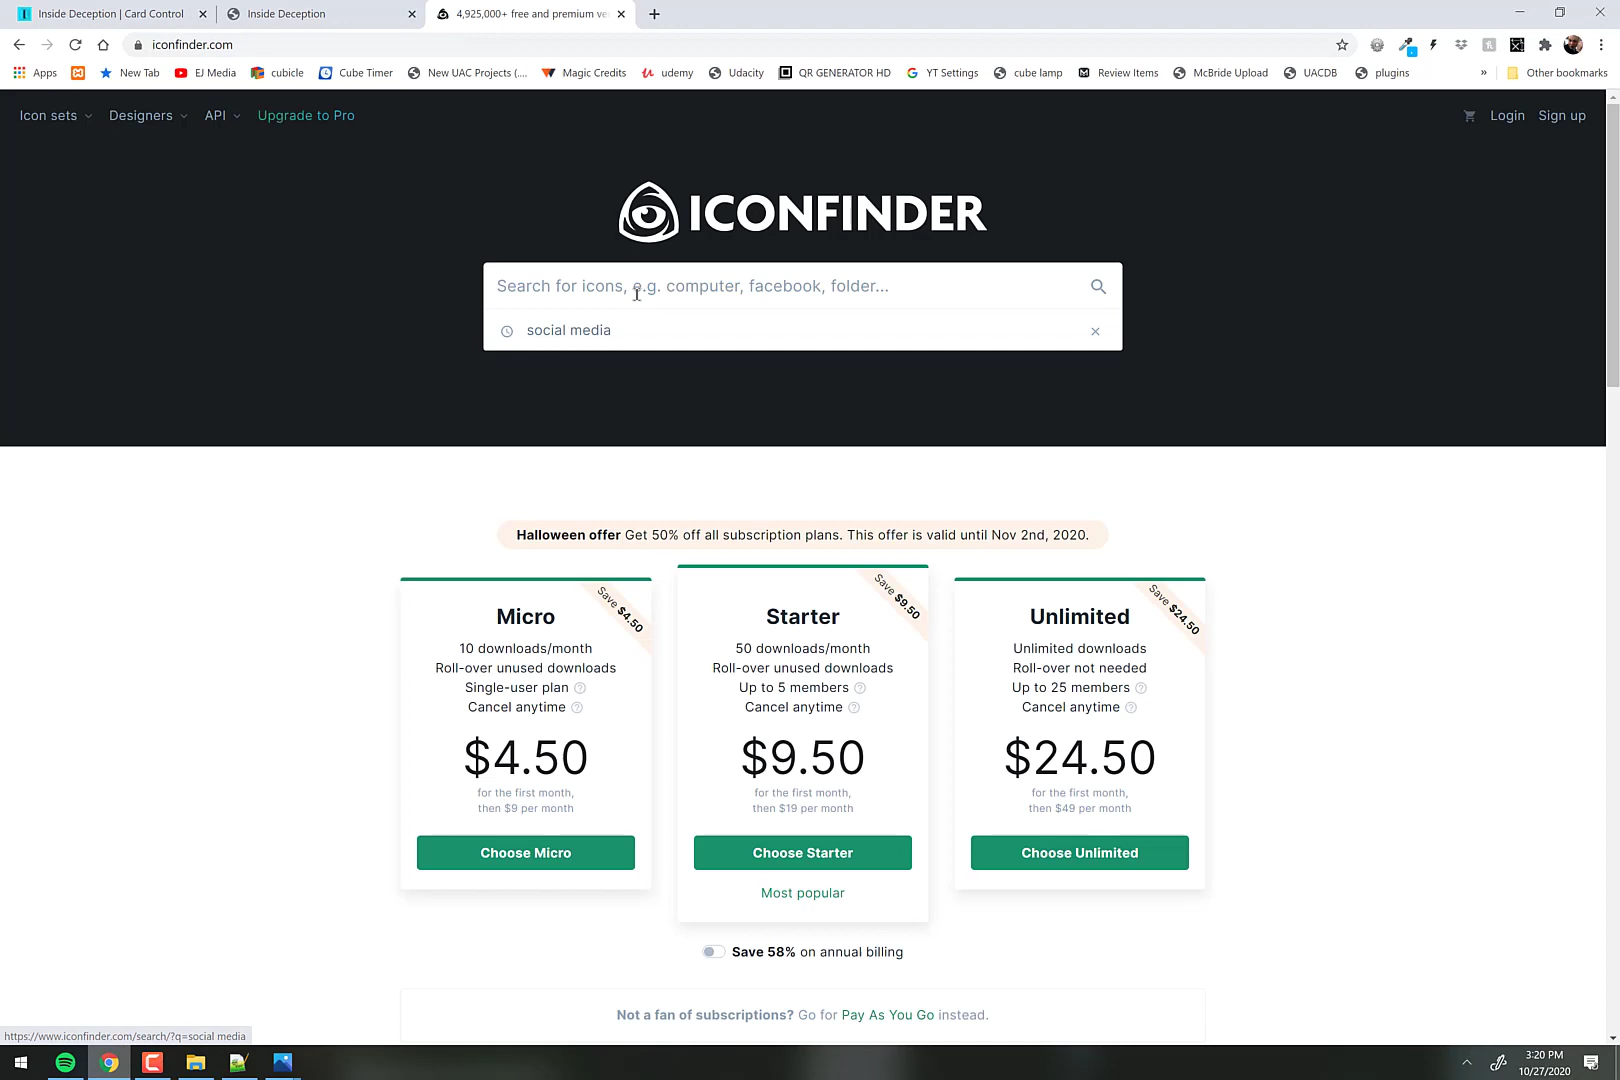 Inside Deception | Card Control
Inside Deception
4,925,000+ free and premium ve
iconfinder.com
Apps
New Tab
EJ Media
cubicle
Cube Timer
New UAC Projects (....
Magic Credits
udemy
Udacity
QR GENERATOR HD
YT Settings
cube lamp
Review Items
McBride Upload
UACDB
plugins
»
Other bookmarks
Icon sets
Designers
API
Upgrade to Pro
Login
Sign up
ICONFINDER
Search for icons, e.g. computer, facebook, folder...
social media
Halloween offer Get 50% off all subscription plans. This offer is valid until Nov 2nd, 2020.
Save $4.50
Micro
10 downloads/month
Roll-over unused downloads
Single-user plan ?
Cancel anytime ?
$4.50
for the first month,
then $9 per month
Choose Micro
Save $9.50
Starter
50 downloads/month
Roll-over unused downloads
Up to 5 members ?
Cancel anytime ?
$9.50
for the first month,
then $19 per month
Choose Starter
Most popular
Save $24.50
Unlimited
Unlimited downloads
Roll-over not needed
Up to 25 members ?
Cancel anytime ?
$24.50
for the first month,
then $49 per month
Choose Unlimited
Save 58% on annual billing
Not a fan of subscriptions? Go for Pay As You Go instead.
https://www.iconfinder.com/search/?q=social media
3:20 PM
10/27/2020